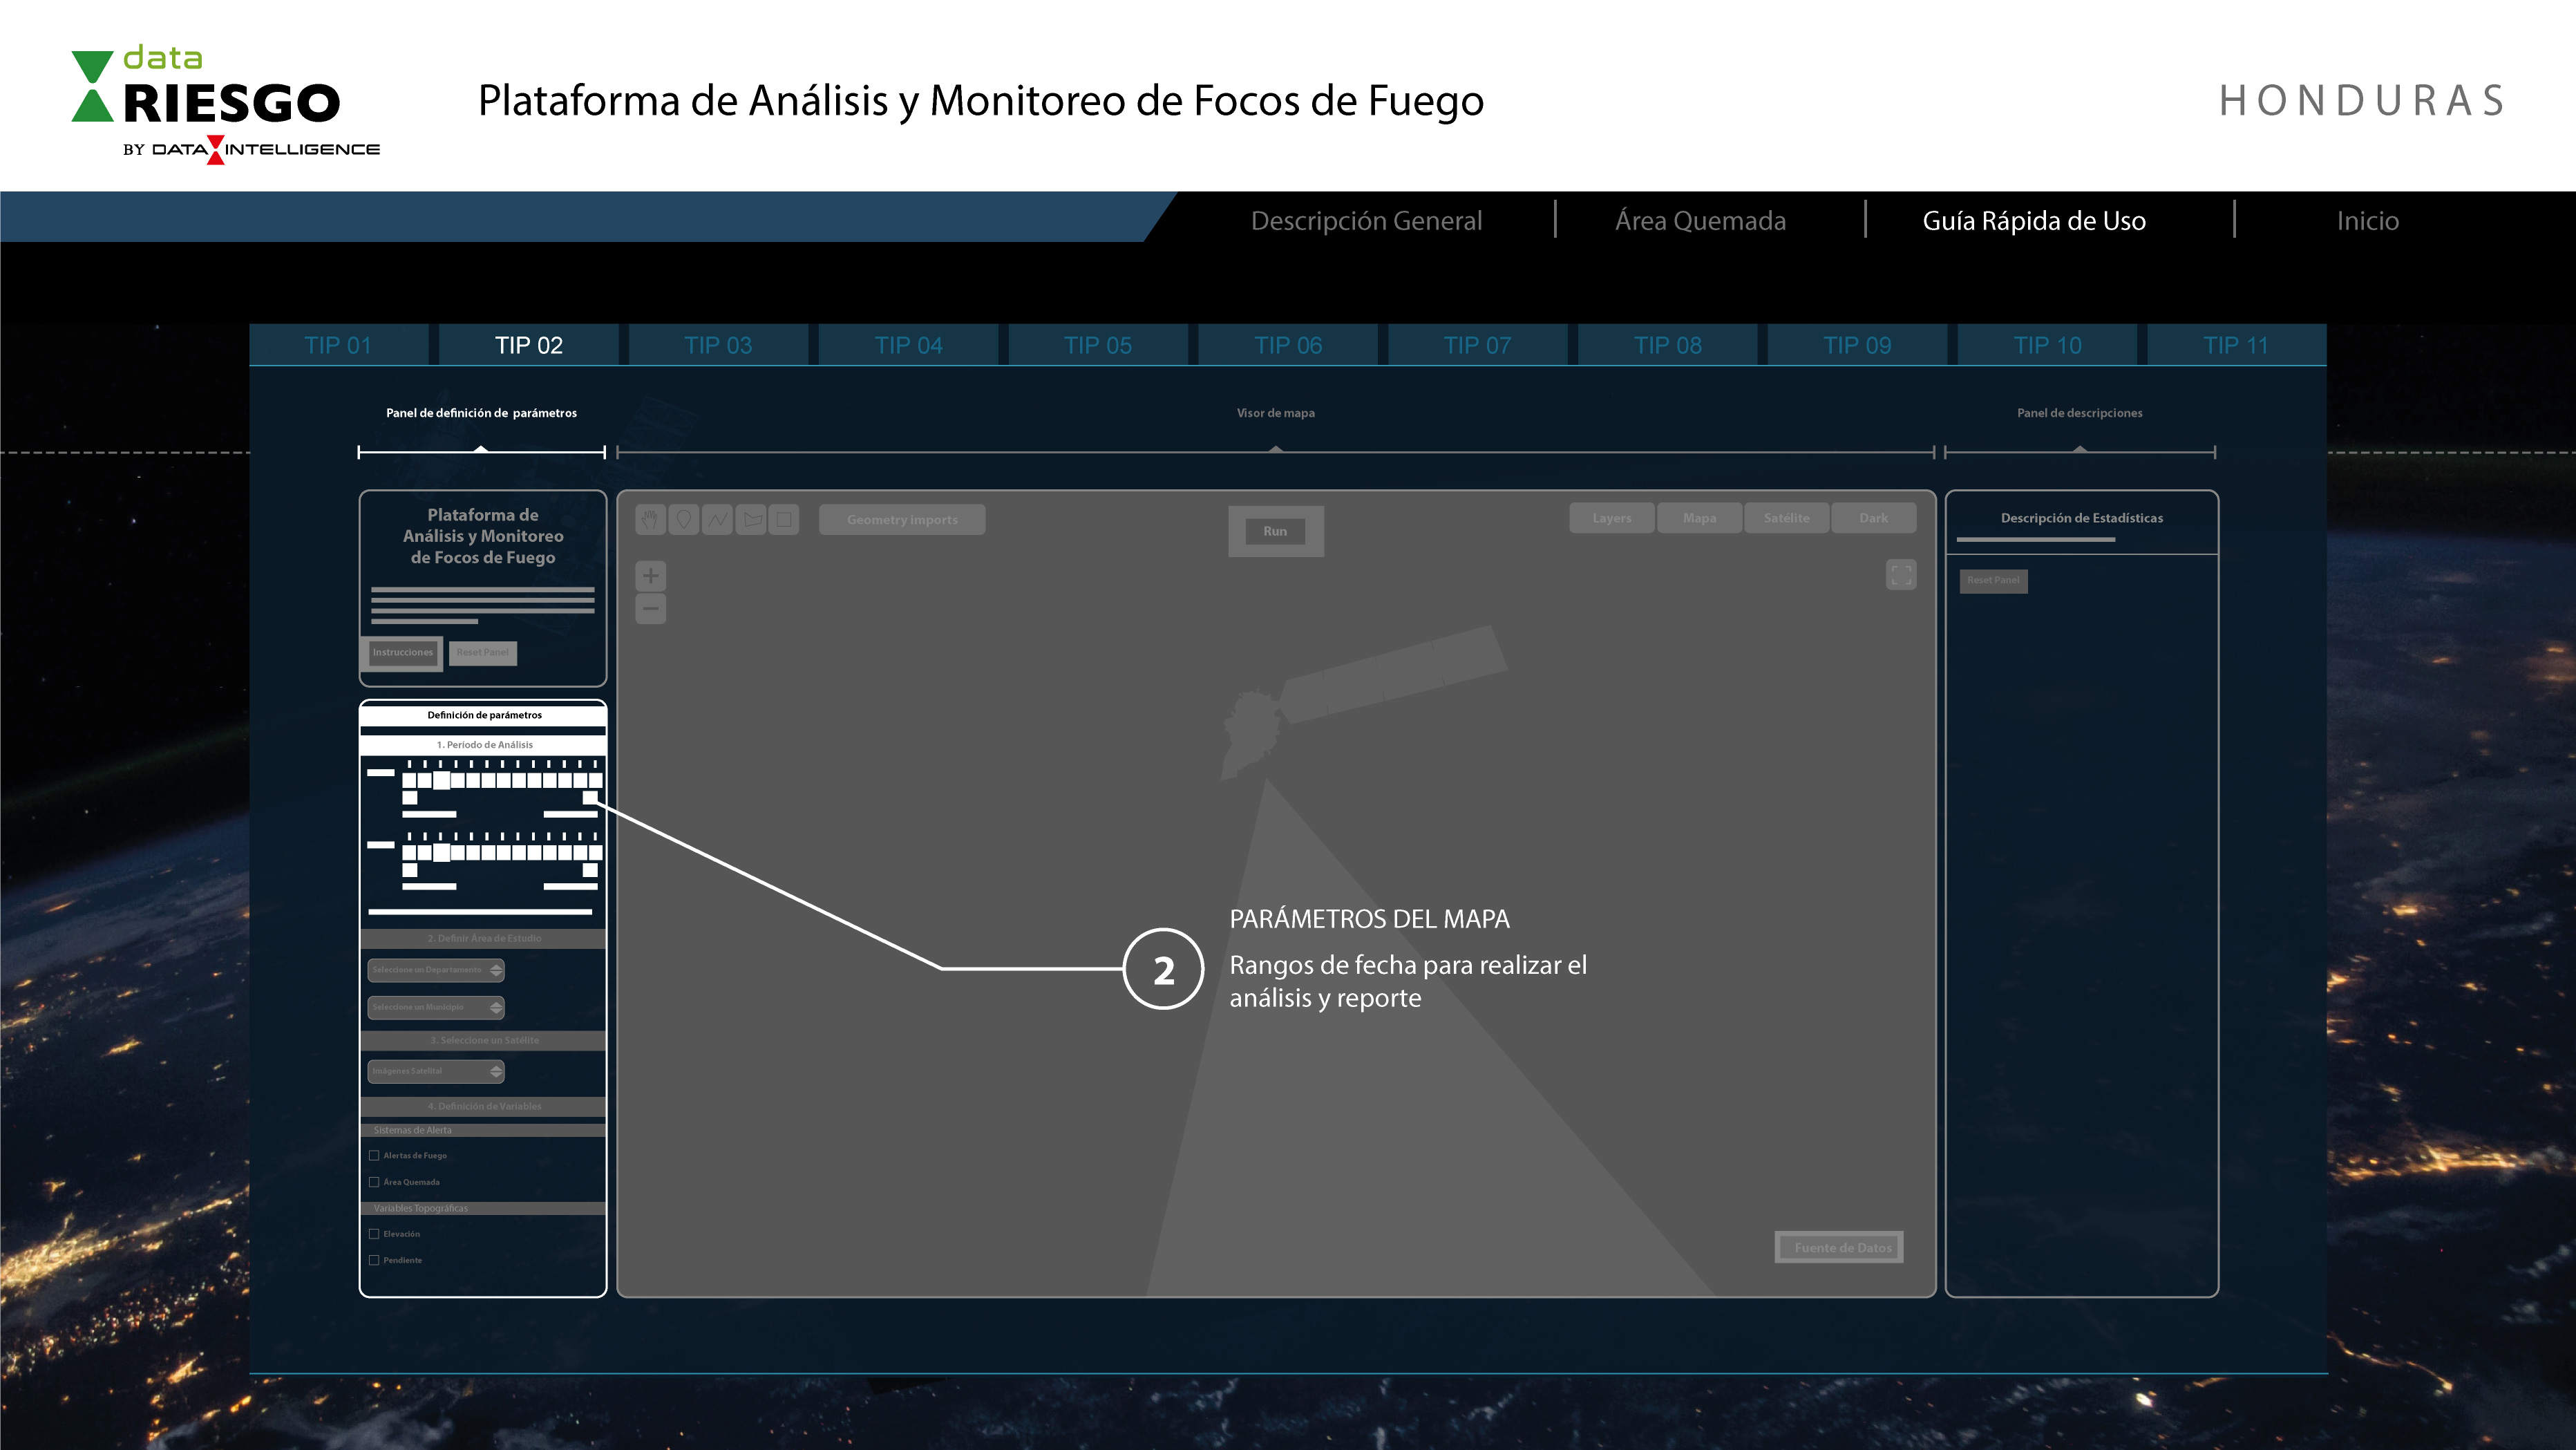 data
RIESGO
BY DATA INTELLIGENCE
Plataforma de Análisis y Monitoreo de Focos de Fuego
HONDURAS
Descripción General
Área Quemada
Guía Rápida de Uso
Inicio
TIP 01
TIP 02
TIP 03
TIP 04
TIP 05
TIP 06
TIP 07
TIP 08
TIP 09
TIP 10
TIP 11
Panel de definición de parámetros
Visor de mapa
Panel de descripciones
Plataforma de
Análisis y Monitoreo
de Focos de Fuego
Instrucciones
Reset Panel
Definición de parámetros
1. Período de Análisis
2. Definir Área de Estudio
Seleccione un Departamento
Seleccione un Municipio
3. Seleccione un Satélite
Imágenes Satelital
4. Definición de Variables
Sistemas de Alerta
Alertas de Fuego
Área Quemada
Variables Topográficas
Elevación
Pendiente
Geometry imports
Run
Layers
Mapa
Satélite
Dark
2
PARÁMETROS DEL MAPA
Rangos de fecha para realizar el
análisis y reporte
Fuente de Datos
Descripción de Estadísticas
Reset Panel